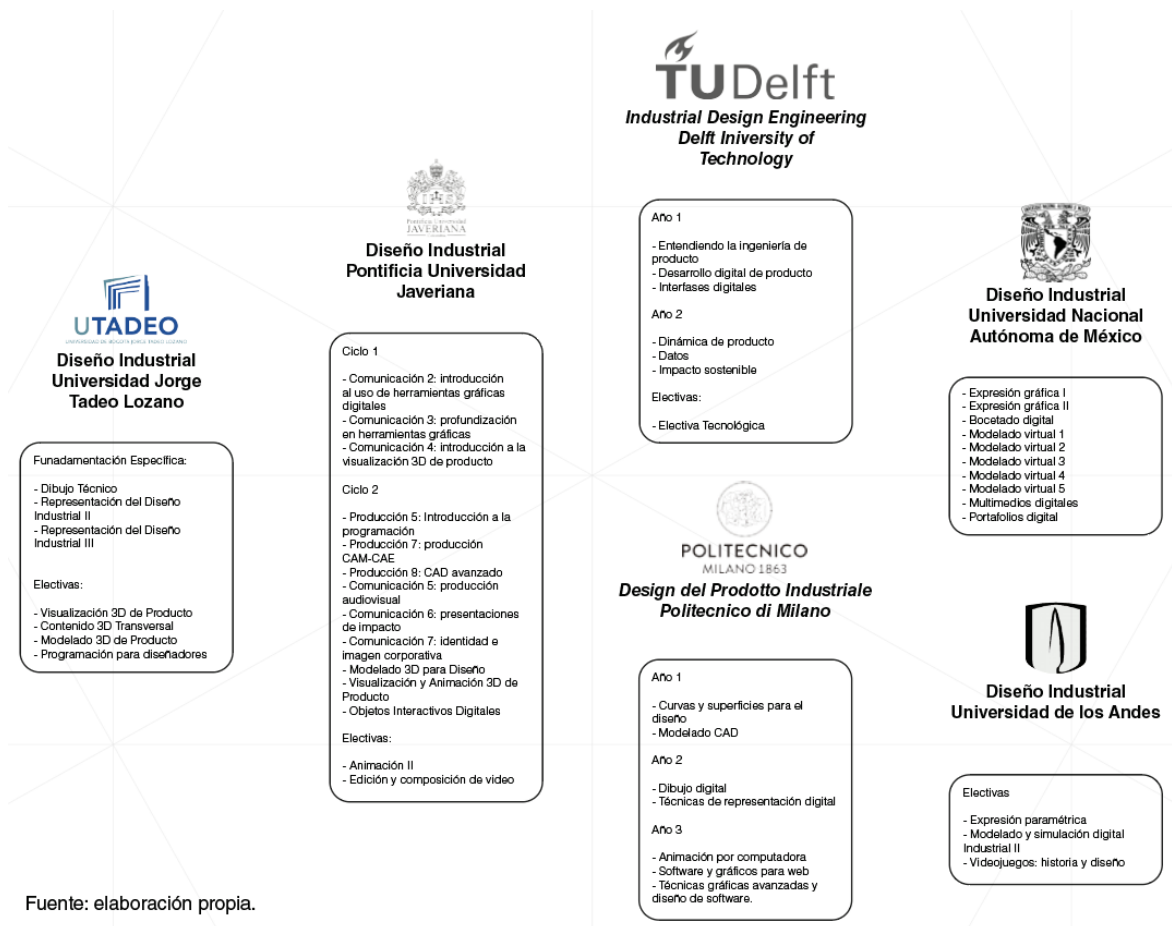 UTADEO
UNIVERSIDAD DE BOGOTÁ JORGE TADEO LOZANO
Diseño Industrial
Universidad Jorge
Tadeo Lozano
Funadamentación Específica:
- Dibujo Técnico
- Representación del Diseño
Industrial II
- Representación del Diseño
Industrial III
Electivas:
- Visualización 3D de Producto
- Contenido 3D Transversal
- Modelado 3D de Producto
- Programación para diseñadores
Pontificia Universidad
JAVERIANA
Diseño Industrial
Pontificia Universidad
Javeriana
Ciclo 1
- Comunicación 2: introducción
al uso de herramientas gráficas
digitales
- Comunicación 3: profundización
en herramientas gráficas
- Comunicación 4: introducción a la
visualización 3D de producto
Ciclo 2
- Producción 5: Introducción a la
programación
- Producción 7: producción
CAM-CAE
- Producción 8: CAD avanzado
- Comunicación 5: producción
audiovisual
- Comunicación 6: presentaciones
de impacto
- Comunicación 7: identidad e
imagen corporativa
- Modelado 3D para Diseño
- Visualización y Animación 3D de
Producto
- Objetos Interactivos Digitales
Electivas:
- Animación II
- Edición y composición de video
TU Delft
Industrial Design Engineering
Delft Iniversity of
Technology
Año 1
- Entendiendo la ingeniería de
producto
- Desarrollo digital de producto
- Interfases digitales
Año 2
- Dinámica de producto
- Datos
- Impacto sostenible
Electivas:
- Electiva Tecnológica
POLITECNICO
MILANO 1863
Design del Prodotto Industriale
Politecnico di Milano
Año 1
- Curvas y superficies para el
diseño
- Modelado CAD
Año 2
- Dibujo digital
- Técnicas de representación digital
Año 3
- Animación por computadora
- Software y gráficos para web
- Técnicas gráficas avanzadas y
diseño de software.
Diseño Industrial
Universidad Nacional
Autónoma de México
- Expresión gráfica I
- Expresión gráfica II
- Bocetado digital
- Modelado virtual 1
- Modelado virtual 2
- Modelado virtual 3
- Modelado virtual 4
- Modelado virtual 5
- Multimedios digitales
- Portafolios digital
Diseño Industrial
Universidad de los Andes
Electivas
- Expresión paramétrica
- Modelado y simulación digital
Industrial II
- Videojuegos: historia y diseño
Fuente: elaboración propia.